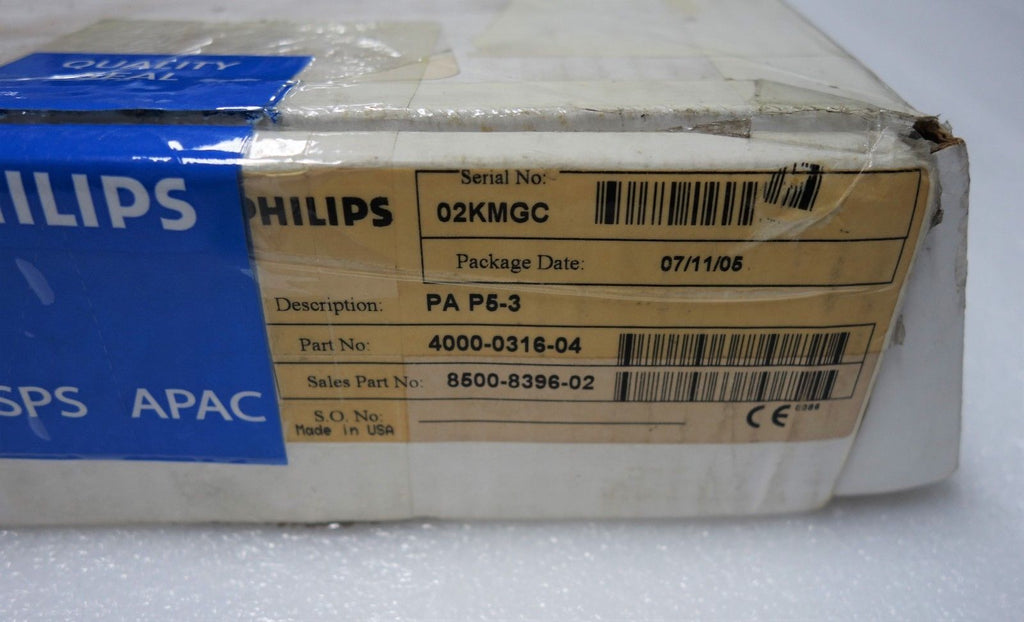 QUALITY
SEAL
HILIPS
PHILIPS
Serial No:
02KMGC
Package Date: 07/11/05
Description: PA P5-3
Part No: 4000-0316-04
Sales Part No: 8500-8396-02
S.O. No:
Made in USA
CE
SPS APAC